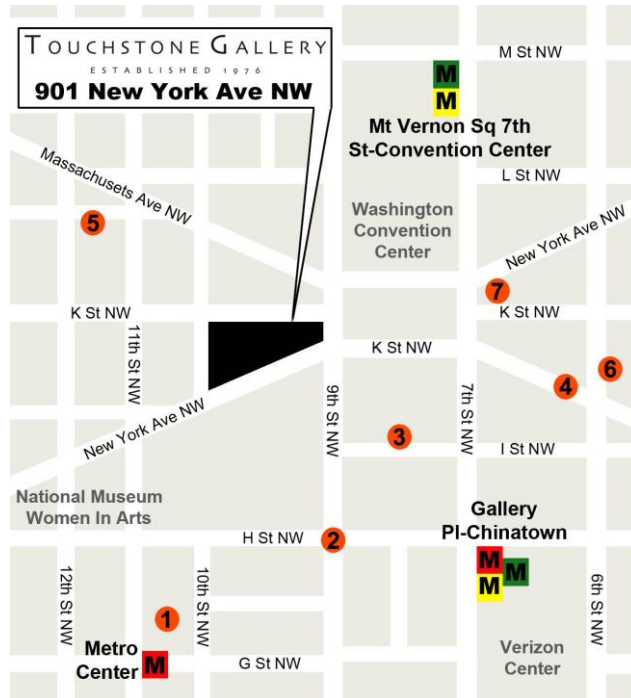 TOUCHSTONE GALLERY
ESTABLISHED 1976
901 New York Ave NW
M St NW
M
M
Mt Vernon Sq 7th
St-Convention Center
Massachusets Ave NW
L St NW
Washington
Convention
Center
5
New York Ave NW
7
K St NW
K St NW
11th St NW
K St NW
6
4
New York Ave NW
9th St NW
7th St NW
3
I St NW
National Museum
Women In Arts
Gallery
Pl-Chinatown
H St NW
2
M
M
M
12th St NW
10th St NW
6th St NW
1
Metro
Center
M
G St NW
Verizon
Center